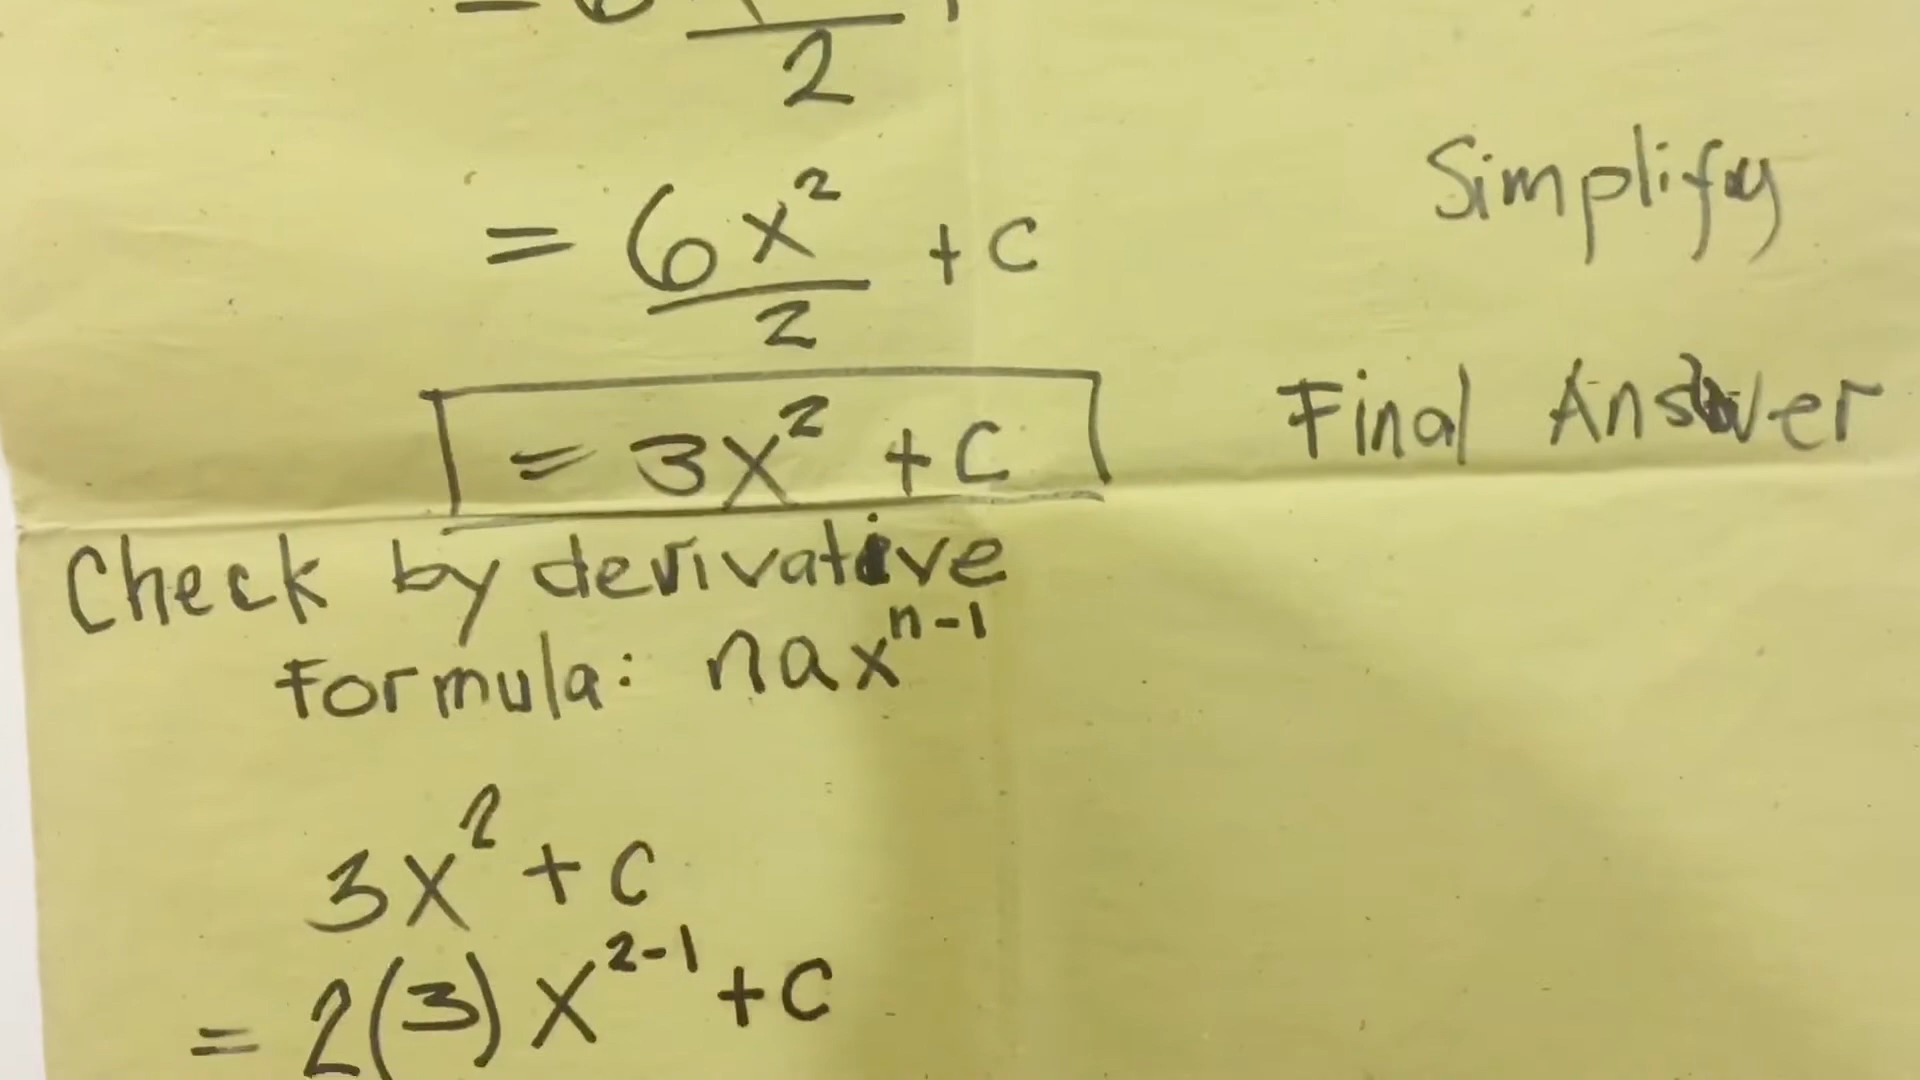 2
= 6x² + c
2
Simplify
= 3x² + c
Final Answer
Check by derivative
Formula: nax^n-1
3x² + c
= 2(3)x^2-1 + c